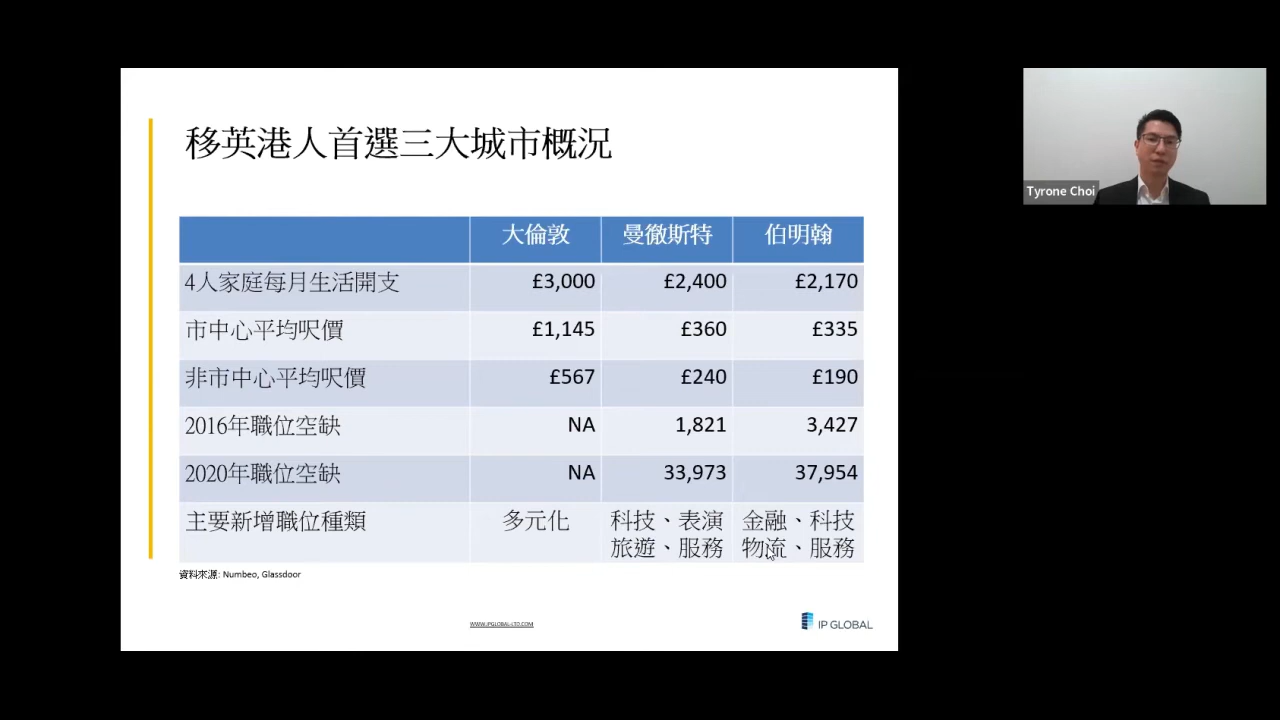 移英港人首選三大城市概況
大倫敦 曼徹斯特 伯明翰
4人家庭每月生活開支 £3,000 £2,400 £2,170
市中心平均呎價 £1,145 £360 £335
非市中心平均呎價 £567 £240 £190
2016年職位空缺 NA 1,821 3,427
2020年職位空缺 NA 33,973 37,954
主要新增職位種類 多元化 科技、表演 金融、科技
旅遊、服務 物流、服務
資料來源: Numbeo, Glassdoor
WWW.IPGLOBAL-LTD.COM
IP GLOBAL
Tyrone Choi